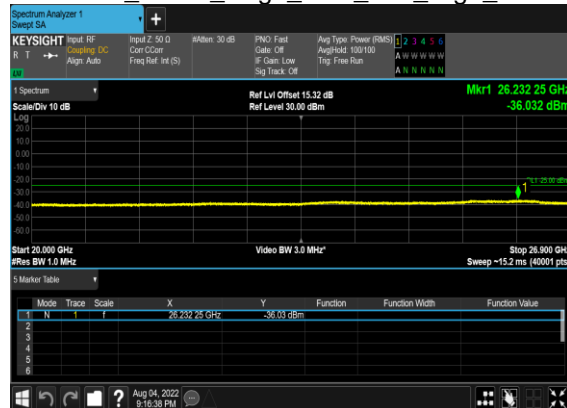 Spectrum Analyzer 1
Swept SA
+
KEYSIGHT Input: RF Input Z: 50 Ω #Atten: 30 dB PNO: Fast Avg Type: Power (RMS) 1 2 3 4 5 6
R T Coupling: DC Corr CCorr Gate: Off Avg|Hold: 100/100 A W W W W W
Align: Auto Freq Ref: Int (S) IF Gain: Low Trig: Free Run
Sig Track: Off A N N N N N
1 Spectrum Ref Lvl Offset 15.32 dB Mkr1 26.232 25 GHz
Scale/Div 10 dB Ref Level 30.00 dBm -36.032 dBm
Log
20.0
10.0
0.00
-10.0
-20.0
-30.0
-40.0
-50.0
-60.0
-25.00 dBm
1
Start 20.000 GHz Video BW 3.0 MHz* Stop 26.900 GHz
#Res BW 1.0 MHz Sweep ~15.2 ms (40001 pts)
5 Marker Table
Mode Trace Scale X Y Function Function Width Function Value
1 N 1 f 26.232 25 GHz -36.03 dBm
2
3
4
5
6
? Aug 04, 2022
9:16:38 PM